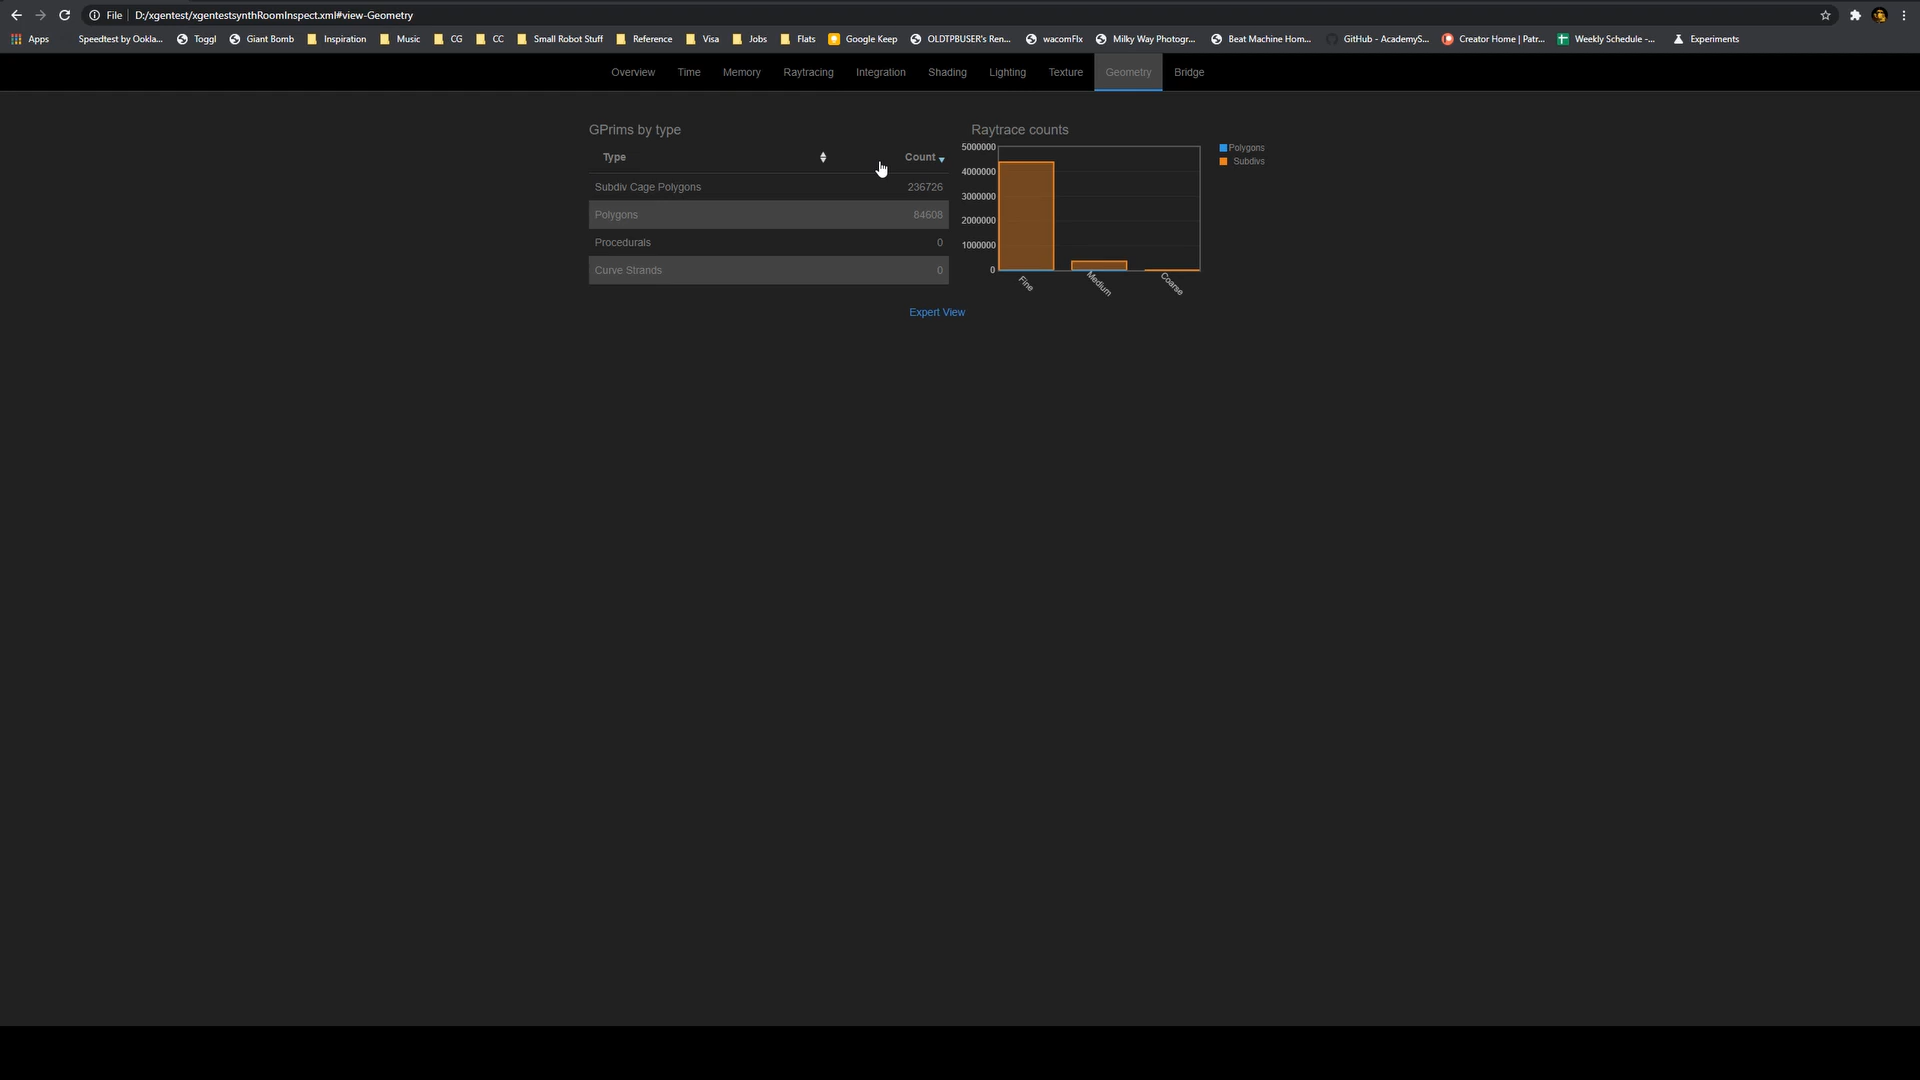 File D:/xgentest/xgentestsynthRoomInspect.xml#view-Geometry
Apps Speedtest by Ookla... Toggl Giant Bomb Inspiration Music CG CC Small Robot Stuff Reference Visa Jobs Flats Google Keep OLDTPBUSER's Ren... wacomFIx Milky Way Photogr... Beat Machine Hom... GitHub - AcademyS... Creator Home | Patr... Weekly Schedule -... Experiments
Overview Time Memory Raytracing Integration Shading Lighting Texture Geometry Bridge
GPrims by type
Type Count
Subdiv Cage Polygons 236726
Polygons 84608
Procedurals 0
Curve Strands 0
Raytrace counts
5000000
4000000
3000000
2000000
1000000
0
Fine Medium Coarse
Polygons
Subdivs
Expert View